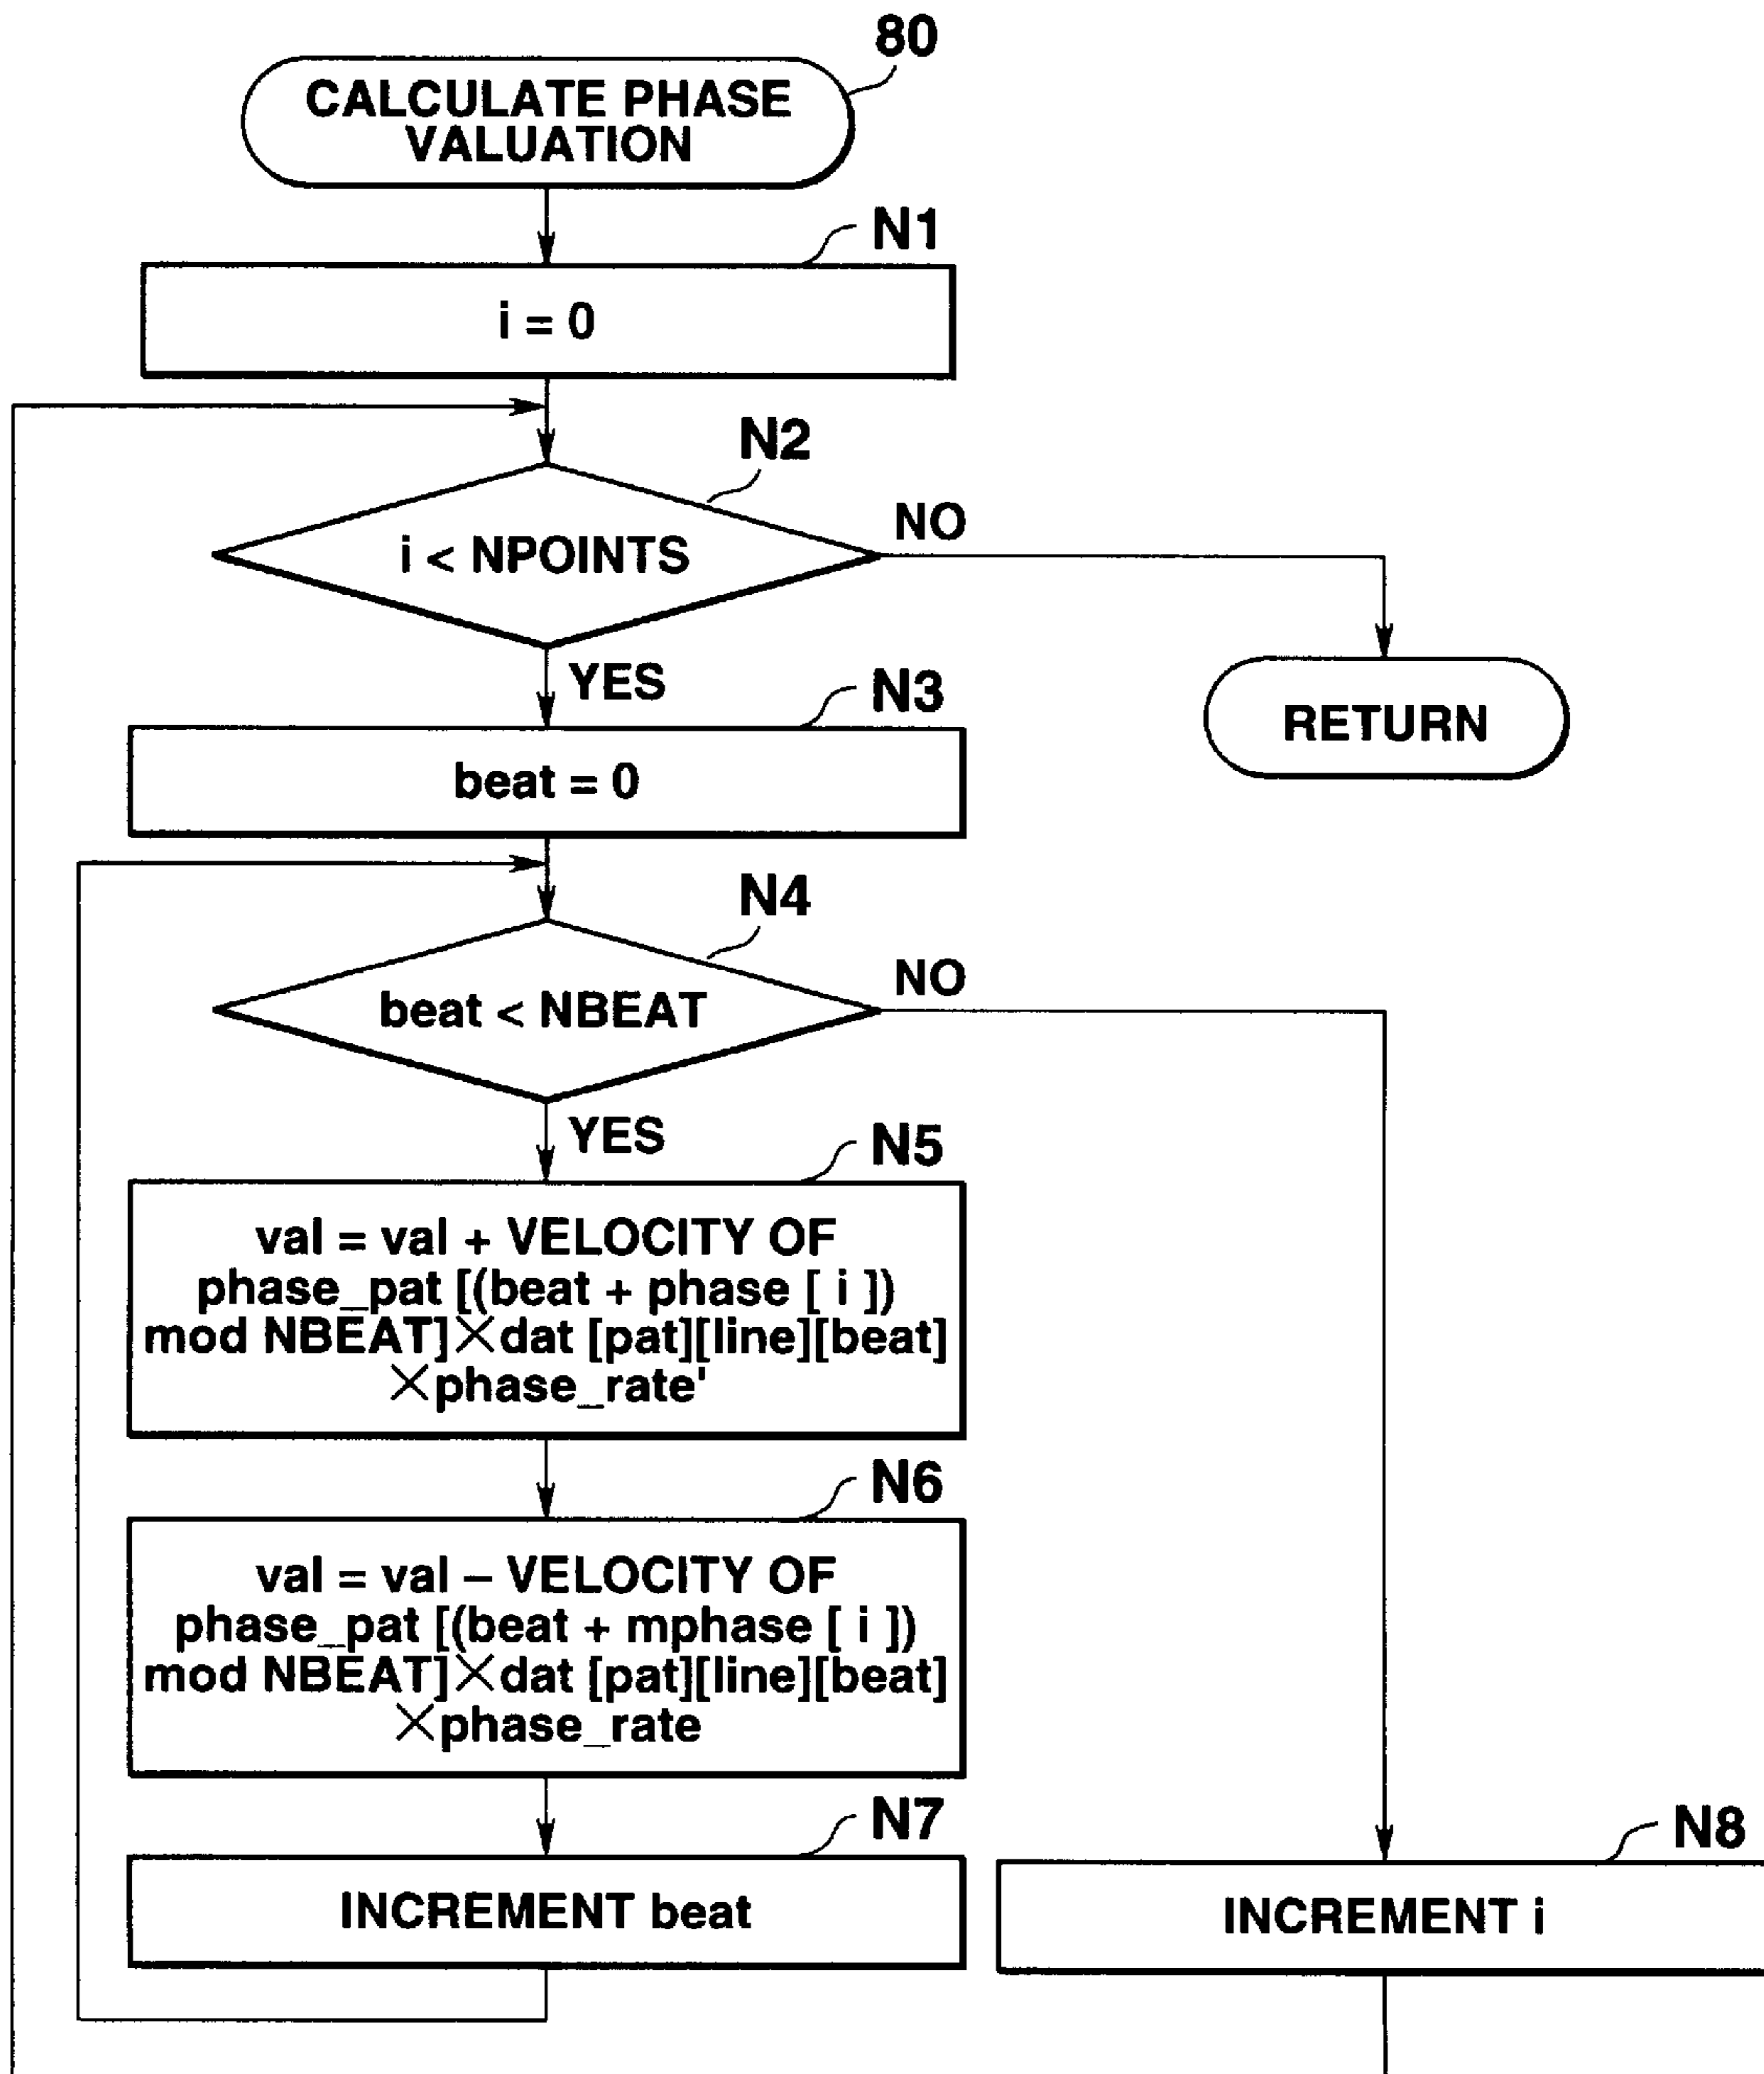 80
CALCULATE PHASE
VALUATION
N1
i = 0
N2
i < NPOINTS
NO
YES
RETURN
N3
beat = 0
N4
beat < NBEAT
NO
YES
N5
val = val + VELOCITY OF
phase_pat [(beat + phase [ i ])
mod NBEAT]×dat [pat][line][beat]
×phase_rate'
N6
val = val – VELOCITY OF
phase_pat [(beat + mphase [ i ])
mod NBEAT]×dat [pat][line][beat]
×phase_rate
N7
INCREMENT beat
N8
INCREMENT i